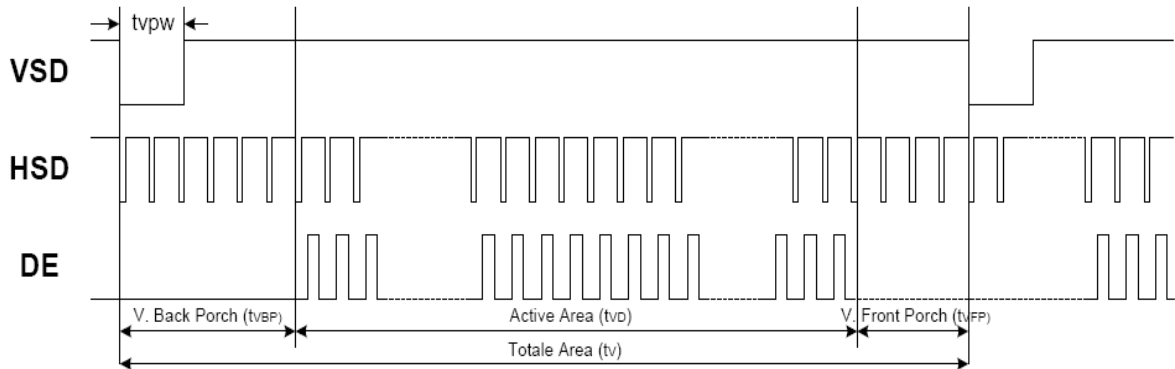 tvpw
VSD
HSD
DE
V. Back Porch (tVBP) Active Area (tVD) V. Front Porch (tVFP)
Totale Area (tV)